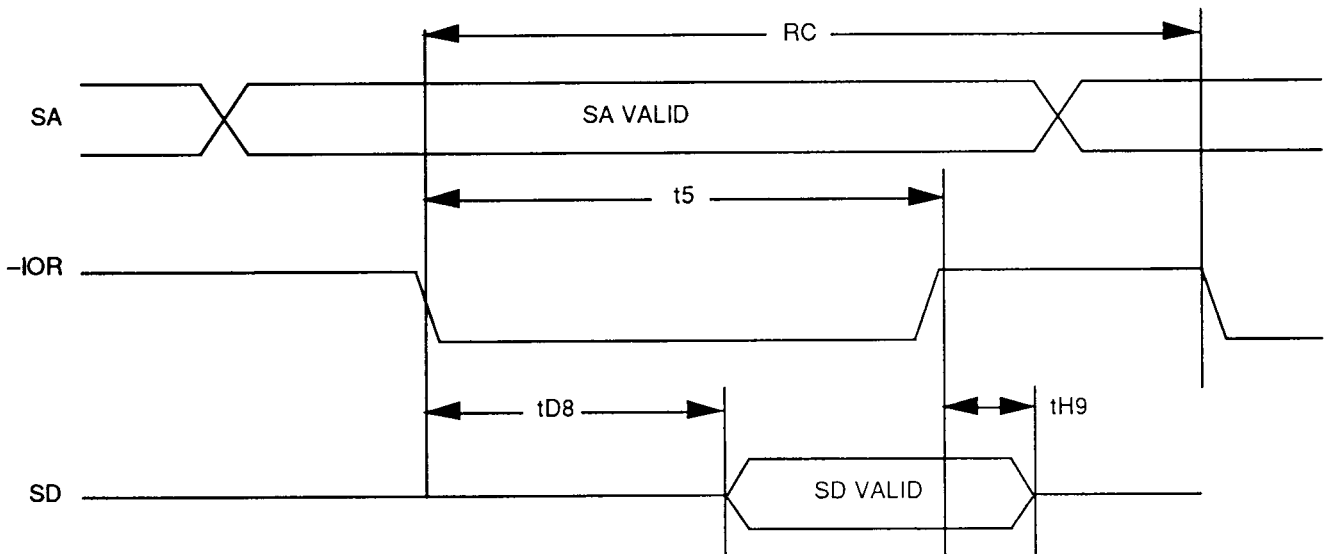 RC
SA
SA VALID
t5
–IOR
tD8
tH9
SD
SD VALID